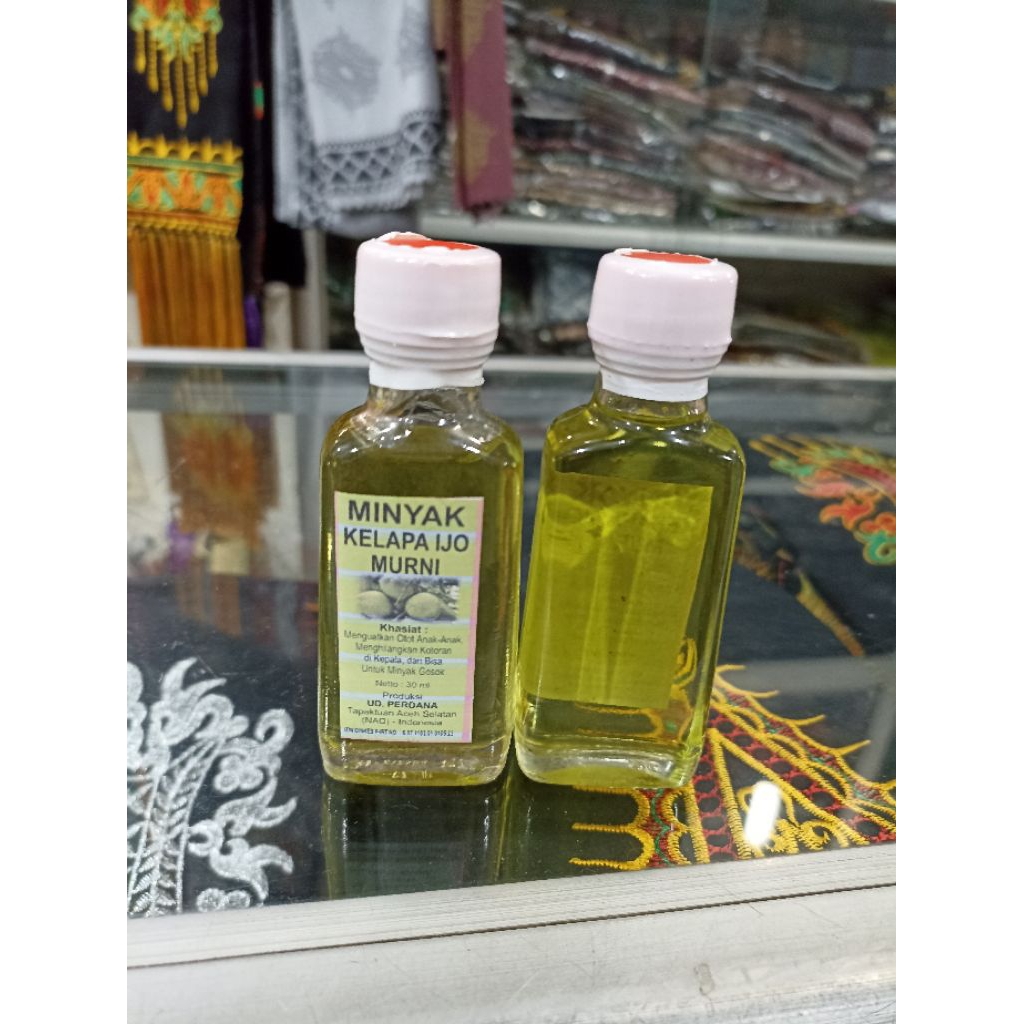 MINYAK
KELAPA IJO
MURNI
Khasiat :
Menguatkan Otot Anak-Anak
Menghilangkan Kotoran
di Kepala, dan Bisa
Untuk Minyak Gosok
Netto : 30 ml
Produksi
UD. PERDANA
Tapaktuan Aceh Selatan
(NAD) - Indonesia